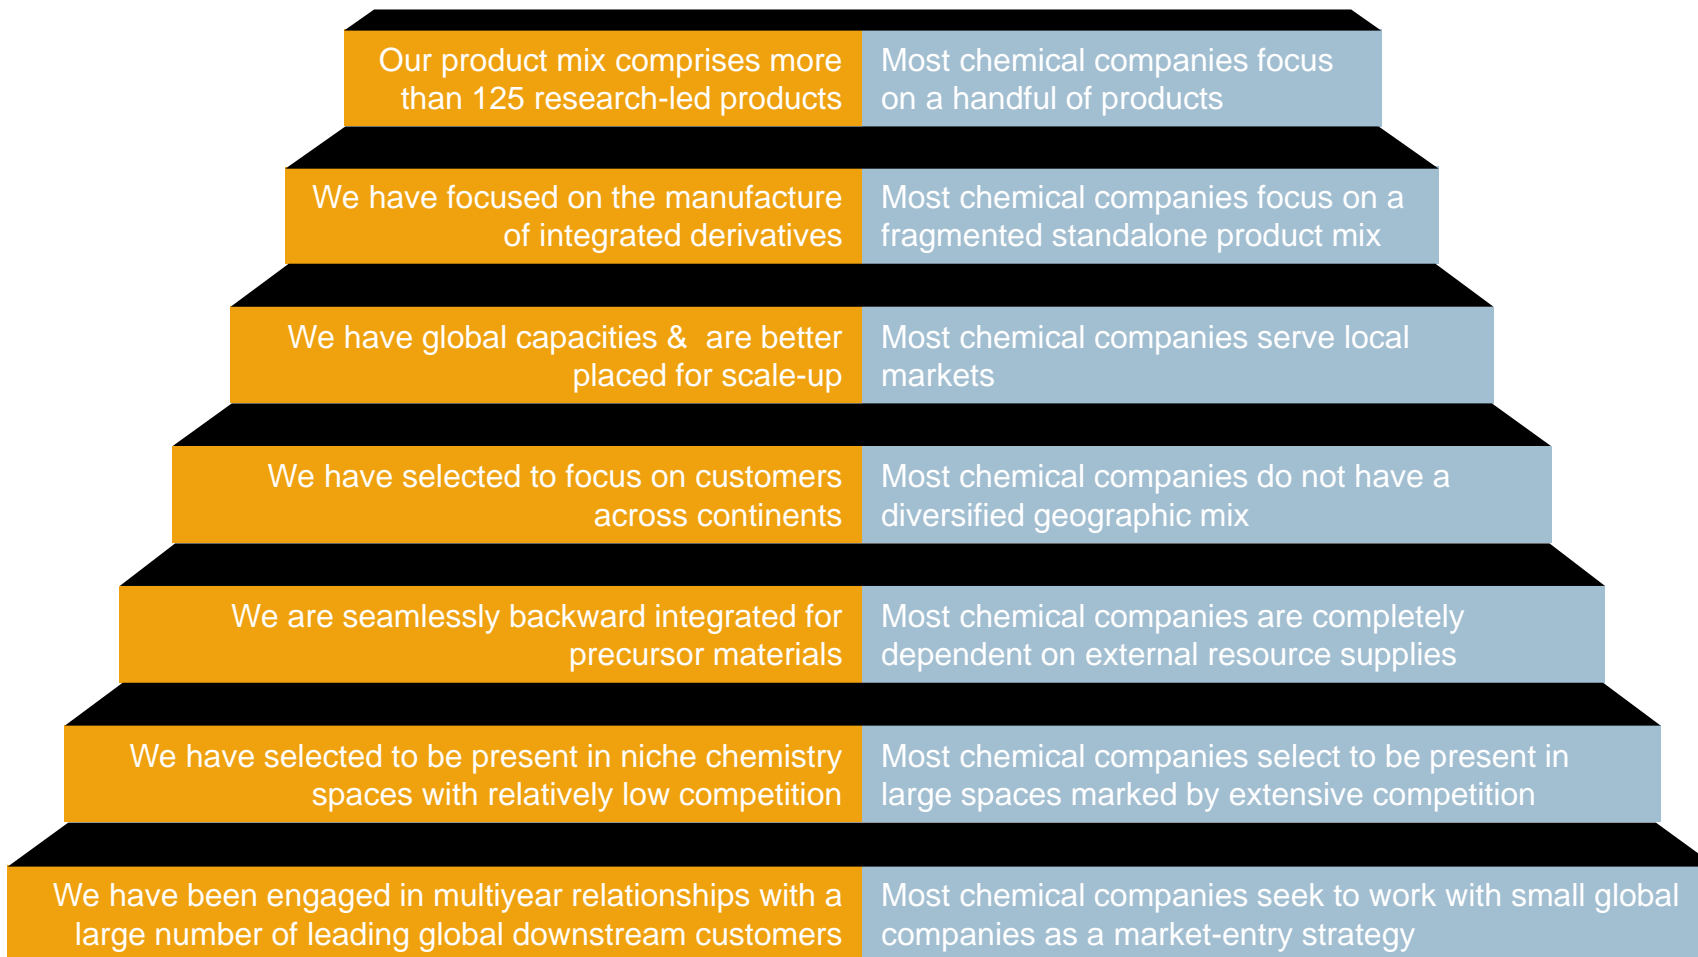 Our product mix comprises more
than 125 research-led products
Most chemical companies focus
on a handful of products
We have focused on the manufacture
of integrated derivatives
Most chemical companies focus on a
fragmented standalone product mix
We have global capacities &  are better
placed for scale-up
Most chemical companies serve local
markets
We have selected to focus on customers
across continents
Most chemical companies do not have a
diversified geographic mix
We are seamlessly backward integrated for
precursor materials
Most chemical companies are completely
dependent on external resource supplies
We have selected to be present in niche chemistry
spaces with relatively low competition
Most chemical companies select to be present in
large spaces marked by extensive competition
We have been engaged in multiyear relationships with a
large number of leading global downstream customers
Most chemical companies seek to work with small global
companies as a market-entry strategy